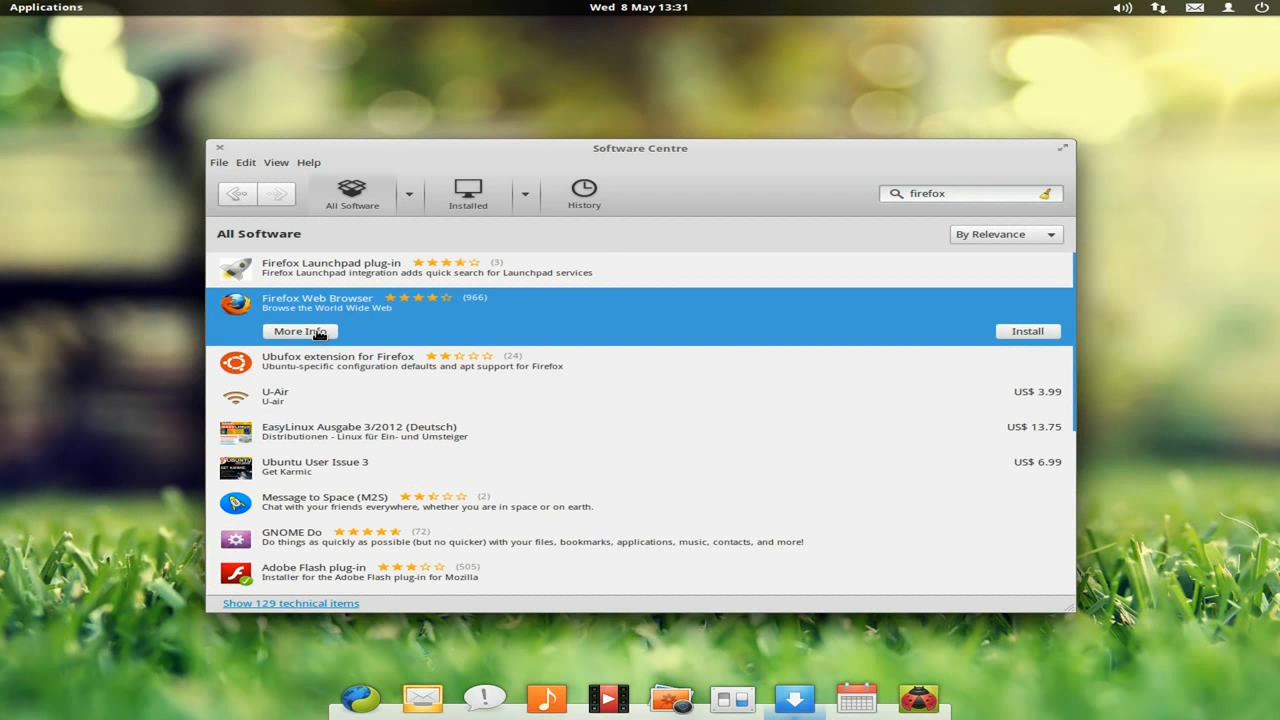 Applications
Wed 8 May 13:31
Software Centre
File Edit View Help
All Software
Installed
History
firefox
All Software
By Relevance
Firefox Launchpad plug-in (3)
Firefox Launchpad integration adds quick search for Launchpad services
Firefox Web Browser (966)
Browse the World Wide Web
More Info
Install
Ubufox extension for Firefox (24)
Ubuntu-specific configuration defaults and apt support for Firefox
U-Air US$ 3.99
U-air
EasyLinux Ausgabe 3/2012 (Deutsch) US$ 13.75
Distributionen - Linux für Ein- und Umsteiger
Ubuntu User Issue 3 US$ 6.99
Get Karmic
Message to Space (M2S) (2)
Chat with your friends everywhere, whether you are in space or on earth.
GNOME Do (72)
Do things as quickly as possible (but no quicker) with your files, bookmarks, applications, music, contacts, and more!
Adobe Flash plug-in (505)
Installer for the Adobe Flash plug-in for Mozilla
Show 129 technical items